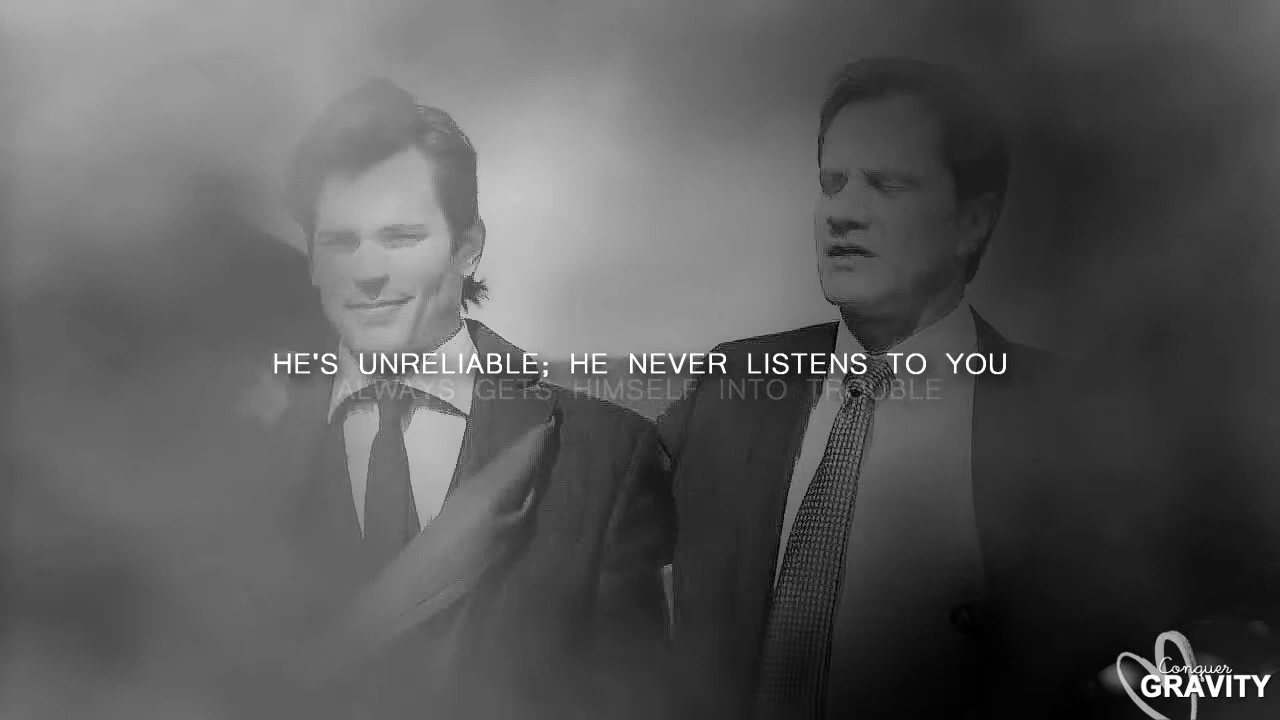 HE'S UNRELIABLE; HE NEVER LISTENS TO YOU
ALWAYS GETS HIMSELF INTO TROUBLE
Conquer
GRAVITY